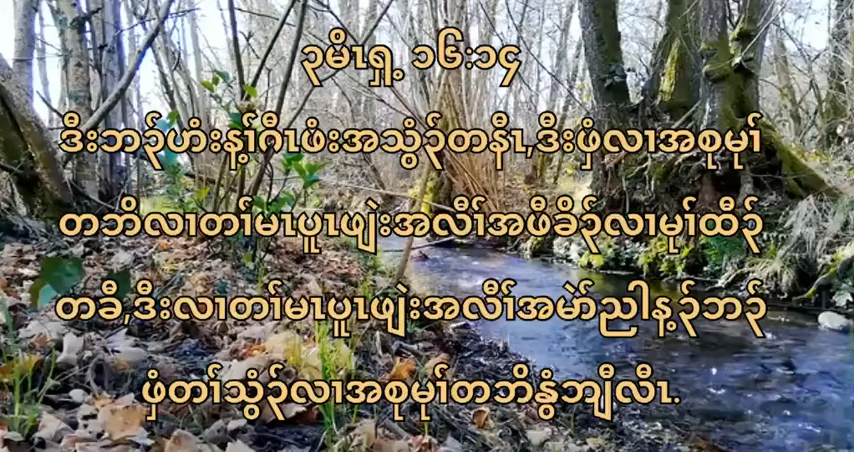 ၃မိၤရှ့ ၁၆:၁၄
ဒီးဘၣ်ဟံးန့ၢ်ဂီၤဖံးအသွံၣ်တနီၤ,ဒီးဖှံလၢအစုမုၢ်
တဘိလၢတၢ်မၤပူၤဖျဲးအလီၢ်အဖီခိၣ်လၢမုၢ်ထီၣ်
တခီ,ဒီးလၢတၢ်မၤပူၤဖျဲးအလီၢ်အမဲာ်ညါန့ၣ်ဘၣ်
ဖှံတၢ်သွံၣ်လၢအစုမုၢ်တဘိနွံဘျီလီၤ.